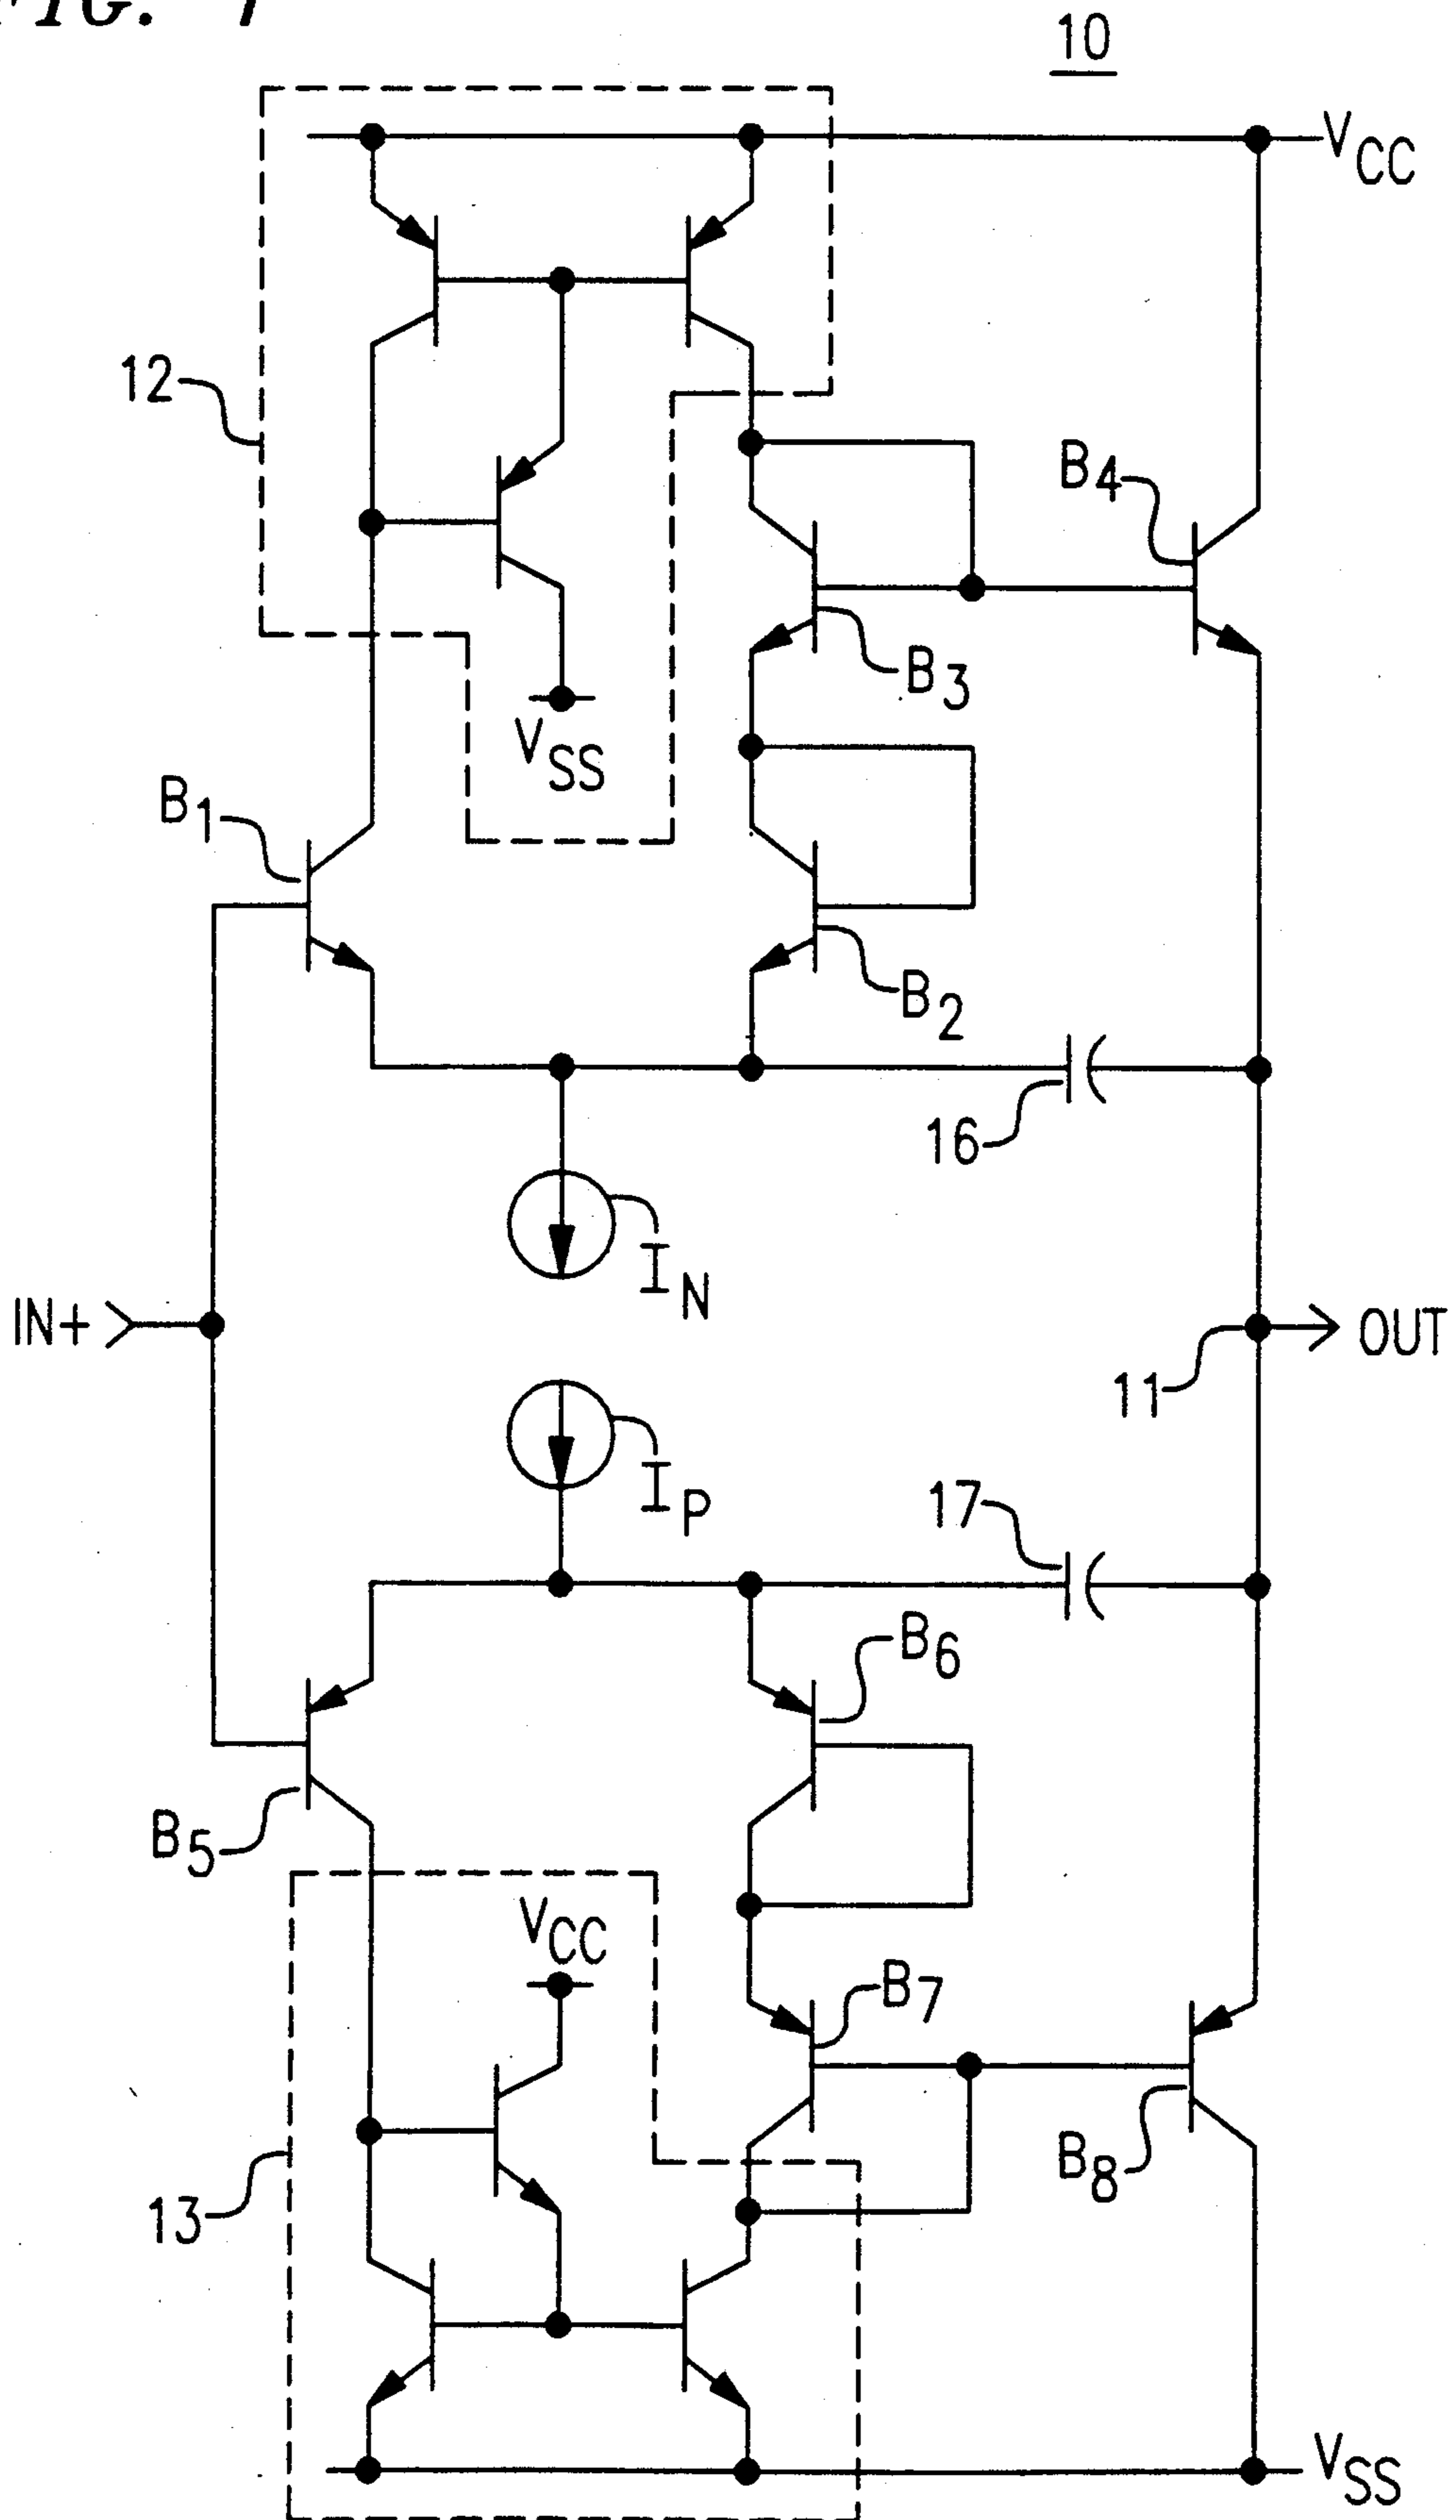 FIG. 1
10
VCC
12
B4
B3
VSS
B1
B2
16
IN
IN+
OUT
11
IP
17
B6
B5
VCC
B7
B8
13
VSS